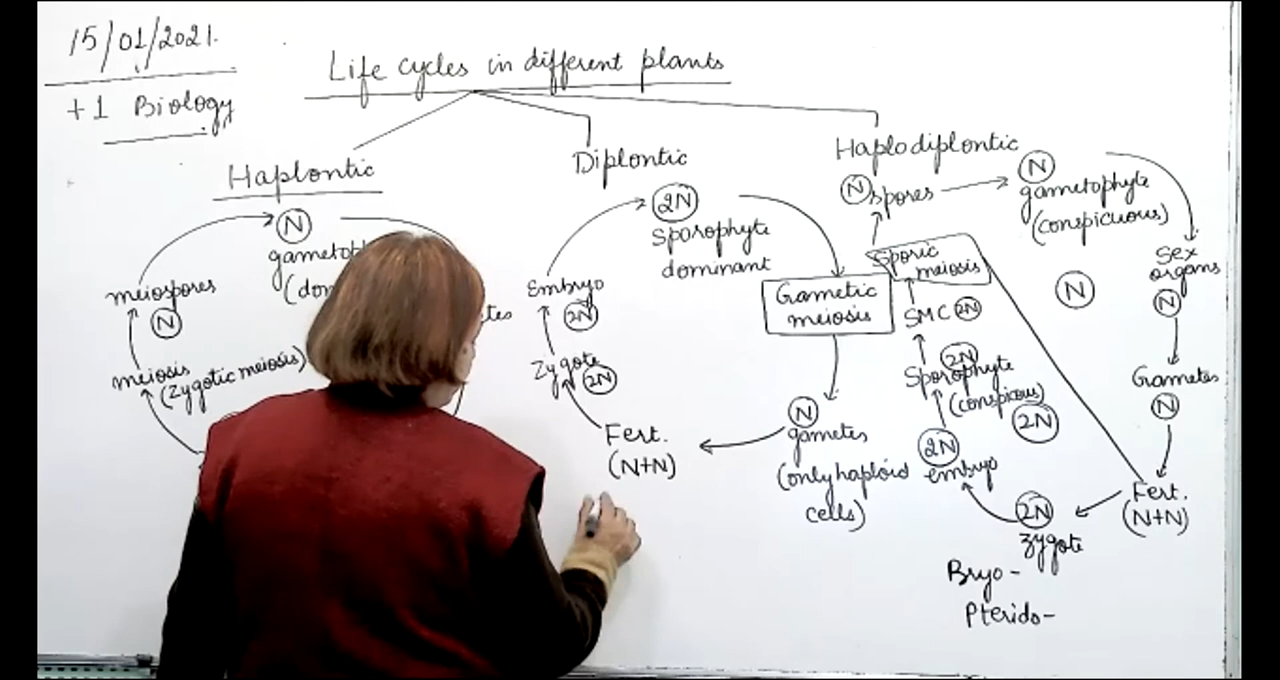 15/01/2021.
+1 Biology
Life cycles in different plants
Haplontic
N
meiospores
N
meiosis
(Zygotic meiosis)
Diplontic
2N
Sporophyte
dominant
Gametic
meiosis
N
gametes
(only haploid
cells)
Fert.
(N+N)
Zygote 2N
Embryo
2N
Haplodiplontic
N spores
N
gametophyte
(conspicuous)
Sex
organs
N
Gametes
N
Fert.
(N+N)
2N
zygote
2N
embryo
2N
Sporophyte
(conspicous)
2N
SMC 2N
Sporic
meiosis
N
Bryo -
Pterido -